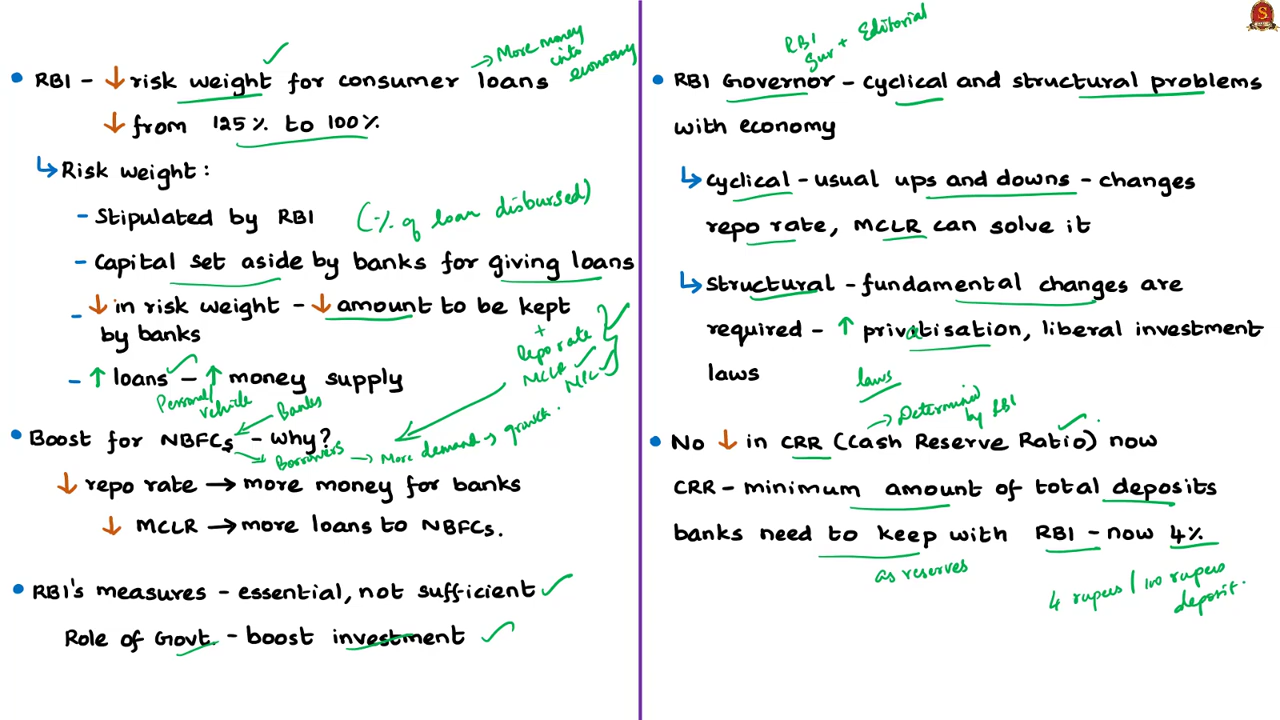 → More money
into
economy
• RBI - ↓ risk weight for consumer loans
↓ from 125% to 100%
↳ Risk weight:
- Stipulated by RBI (% of loan disbursed)
- Capital set aside by banks for giving loans
- ↓ in risk weight - ↓ amount to be kept
by banks
+
Repo rate
MCLR
- ↑ loans - ↑ money supply
Personal
vehicle
Banks
• Boost for NBFCs - Why?
Borrowers → More demand → growth.
↓ repo rate → more money for banks
↓ MCLR → more loans to NBFCs.
• RBI's measures - essential, not sufficient
Role of Govt. - boost investment
RBI
Guv + Editorial
• RBI Governor - cyclical and structural problems
with economy
↳ Cyclical - usual ups and downs - changes
repo rate, MCLR can solve it
↳ Structural - fundamental changes are
required - ↑ privatisation, liberal investment
laws
laws
→ Determined
by RBI
• No ↓ in CRR (Cash Reserve Ratio) now
CRR - minimum amount of total deposits
banks need to keep with RBI - now 4%
as reserves
4 rupees / 100 rupees
deposit.